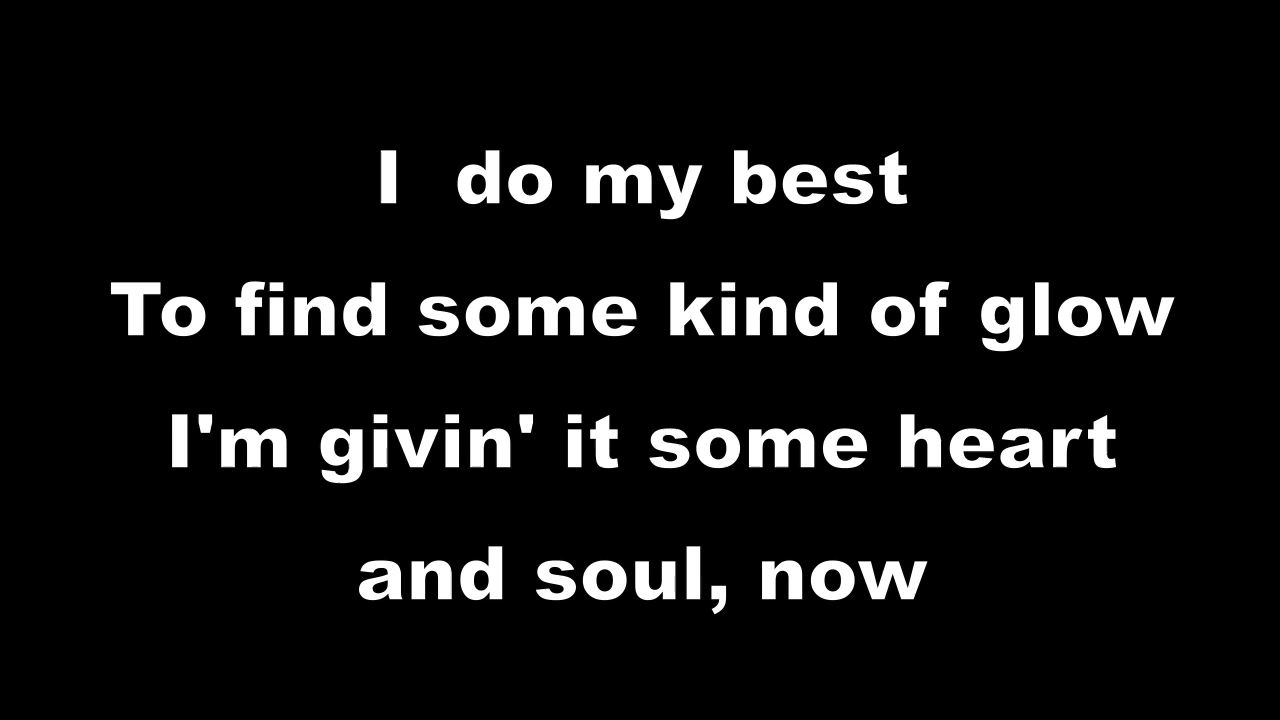 I  do my best
To find some kind of glow
I'm givin' it some heart
and soul, now